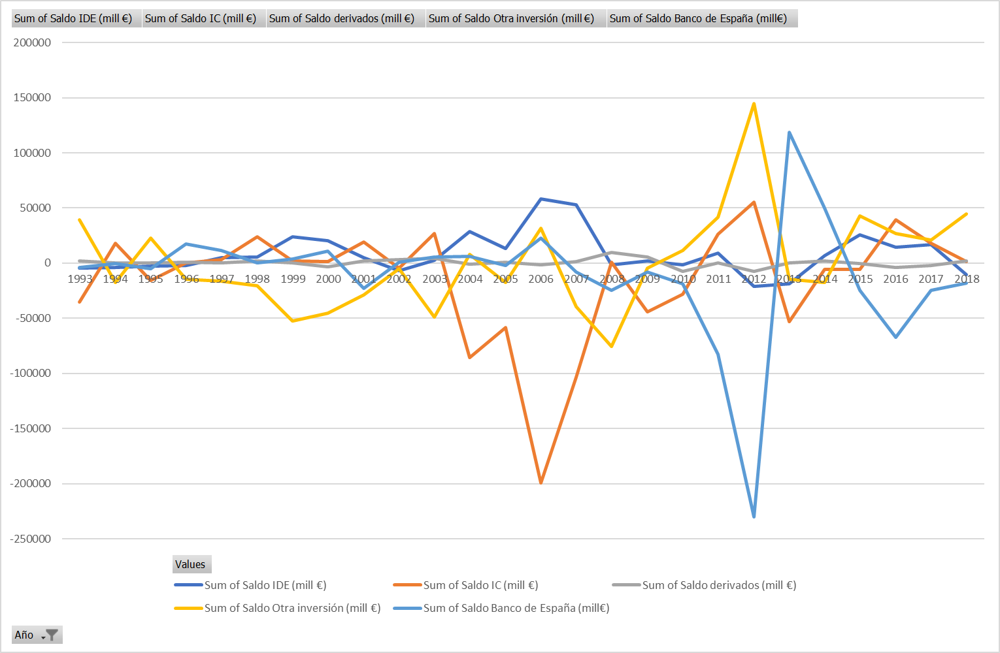 Sum of Saldo IDE (mill €) Sum of Saldo IC (mill €) Sum of Saldo derivados (mill €) Sum of Saldo Otra inversión (mill €) Sum of Saldo Banco de España (mill€)
200000
150000
100000
50000
0
1993 1994 1995 1996 1997 1998 1999 2000 2001 2002 2003 2004 2005 2006 2007 2008 2009 2010 2011 2012 2013 2014 2015 2016 2017 2018
-50000
-100000
-150000
-200000
-250000
Values
Sum of Saldo IDE (mill €) Sum of Saldo IC (mill €) Sum of Saldo derivados (mill €)
Sum of Saldo Otra inversión (mill €) Sum of Saldo Banco de España (mill€)
Año